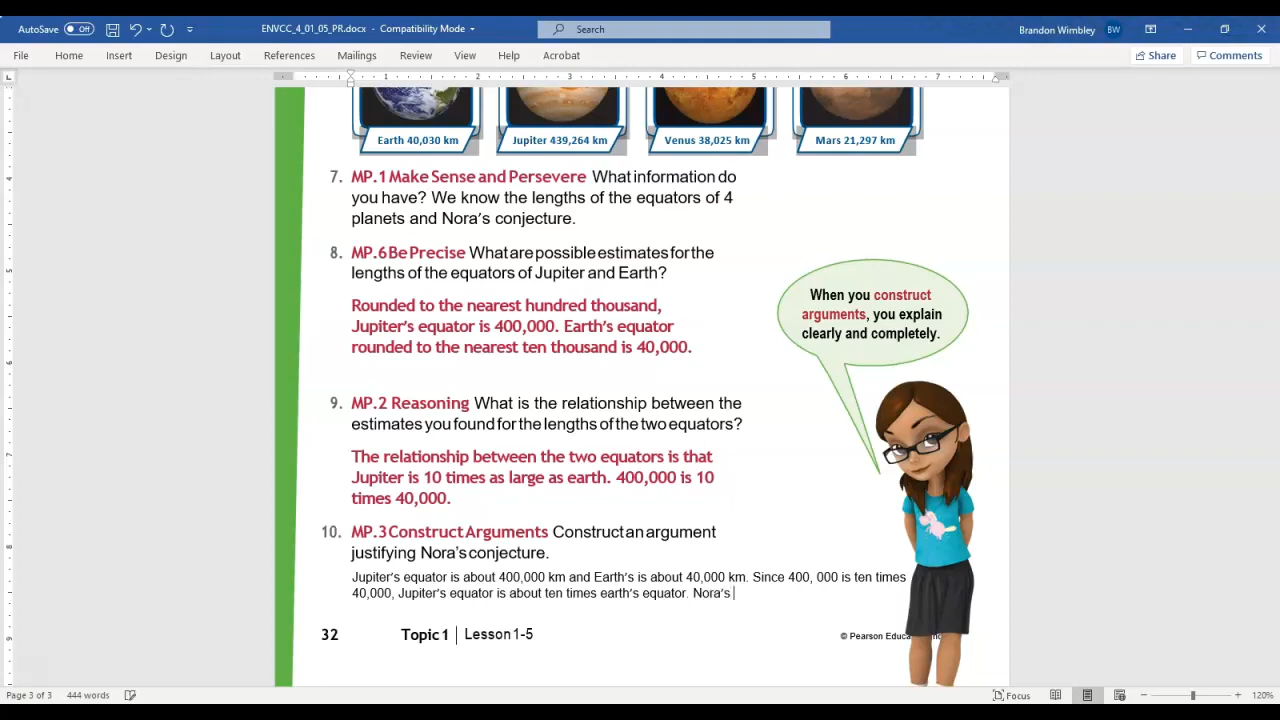 AutoSave Off ENVCC_4_01_05_PR.docx - Compatibility Mode Search Brandon Wimbley BW
File Home Insert Design Layout References Mailings Review View Help Acrobat Share Comments
1 2 3 4 5 6 7
Earth 40,030 km Jupiter 439,264 km Venus 38,025 km Mars 21,297 km
7. MP.1 Make Sense and Persevere What information do
you have? We know the lengths of the equators of 4
planets and Nora's conjecture.
8. MP.6 Be Precise What are possible estimates for the
lengths of the equators of Jupiter and Earth?
Rounded to the nearest hundred thousand,
Jupiter's equator is 400,000. Earth's equator
rounded to the nearest ten thousand is 40,000.
When you construct
arguments, you explain
clearly and completely.
9. MP.2 Reasoning What is the relationship between the
estimates you found for the lengths of the two equators?
The relationship between the two equators is that
Jupiter is 10 times as large as earth. 400,000 is 10
times 40,000.
10. MP.3 Construct Arguments Construct an argument
justifying Nora's conjecture.
Jupiter's equator is about 400,000 km and Earth's is about 40,000 km. Since 400, 000 is ten times
40,000, Jupiter's equator is about ten times earth's equator. Nora's
32 Topic 1 | Lesson 1-5
© Pearson
Page 3 of 3 444 words Focus 120%